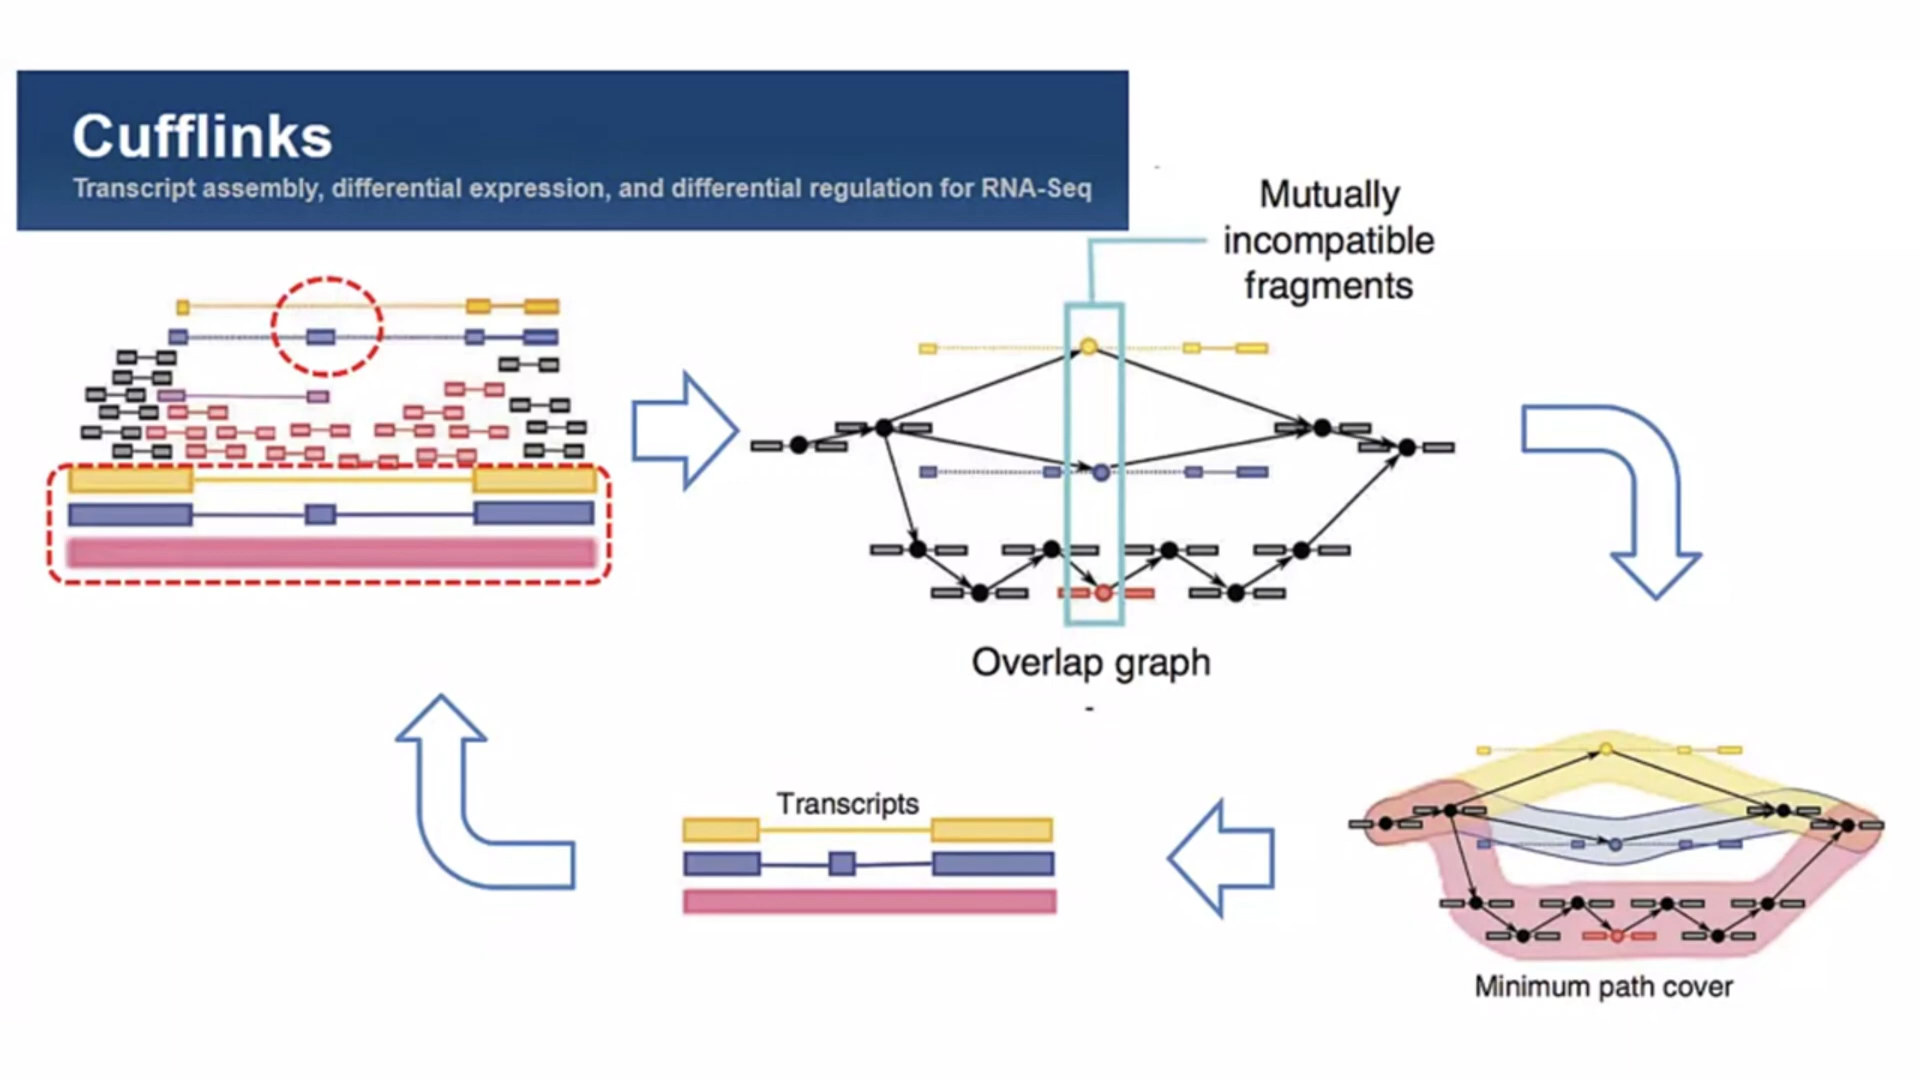 Cufflinks
Transcript assembly, differential expression, and differential regulation for RNA-Seq
Mutually
incompatible
fragments
Overlap graph
Transcripts
Minimum path cover